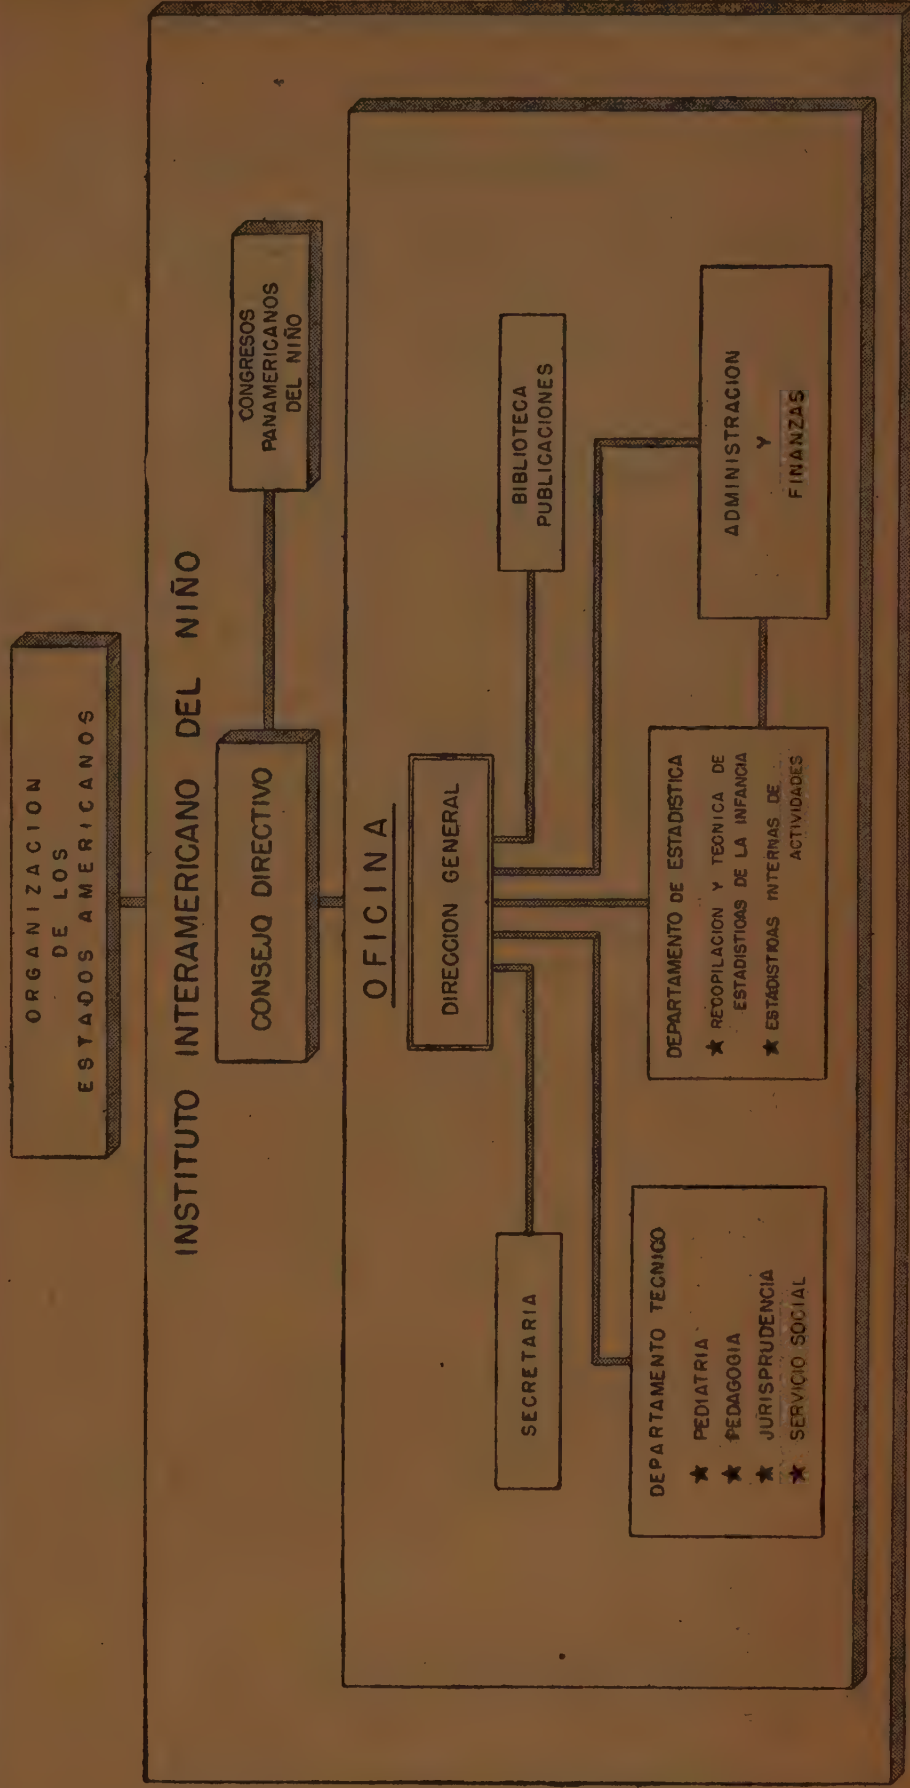 ORGANIZACION
DE LOS
ESTADOS AMERICANOS
INSTITUTO INTERAMERICANO DEL NIÑO
CONSEJO DIRECTIVO
CONGRESOS
PANAMERICANOS
DEL NIÑO
OFICINA
DIRECCION GENERAL
SECRETARIA
BIBLIOTECA
PUBLICACIONES
DEPARTAMENTO TECNICO
★ PEDIATRIA
★ PEDAGOGIA
★ JURISPRUDENCIA
★ SERVICIO SOCIAL
DEPARTAMENTO DE ESTADISTICA
★ RECOPILACION Y TECNICA DE
ESTADISTICAS DE LA INFANCIA
★ ESTADISTICAS INTERNAS DE
ACTIVIDADES
ADMINISTRACION
Y
FINANZAS